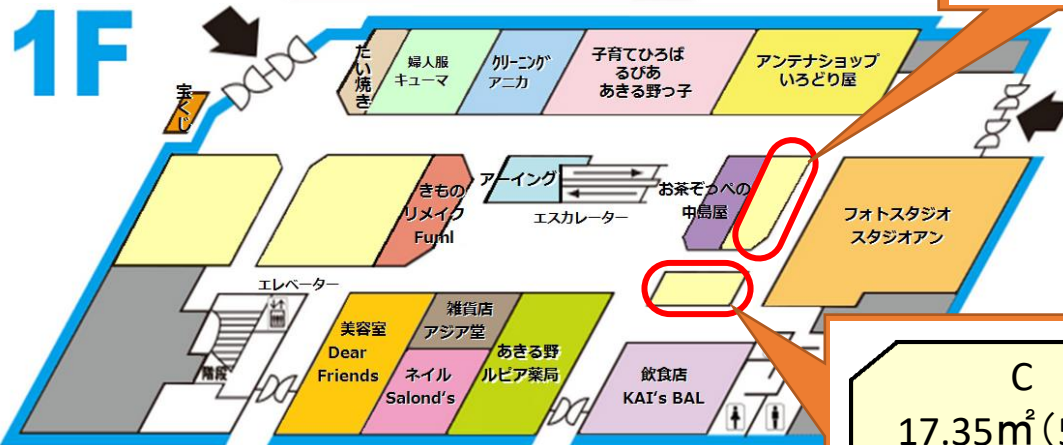 1F
宝くじ
たい焼き
婦人服
キューマ
クリーニング
アニカ
子育てひろば
るぴあ
あきる野っ子
アンテナショップ
いろどり屋
きもの
リメイク
FumI
アーイング
エスカレーター
お茶ぞっぺの
中島屋
フォトスタジオ
スタジオアン
エレベーター
階段
美容室
Dear
Friends
雑貨店
アジア堂
ネイル
Salond's
あきる野
ルピア薬局
飲食店
KAI's BAL
C
17.35㎡